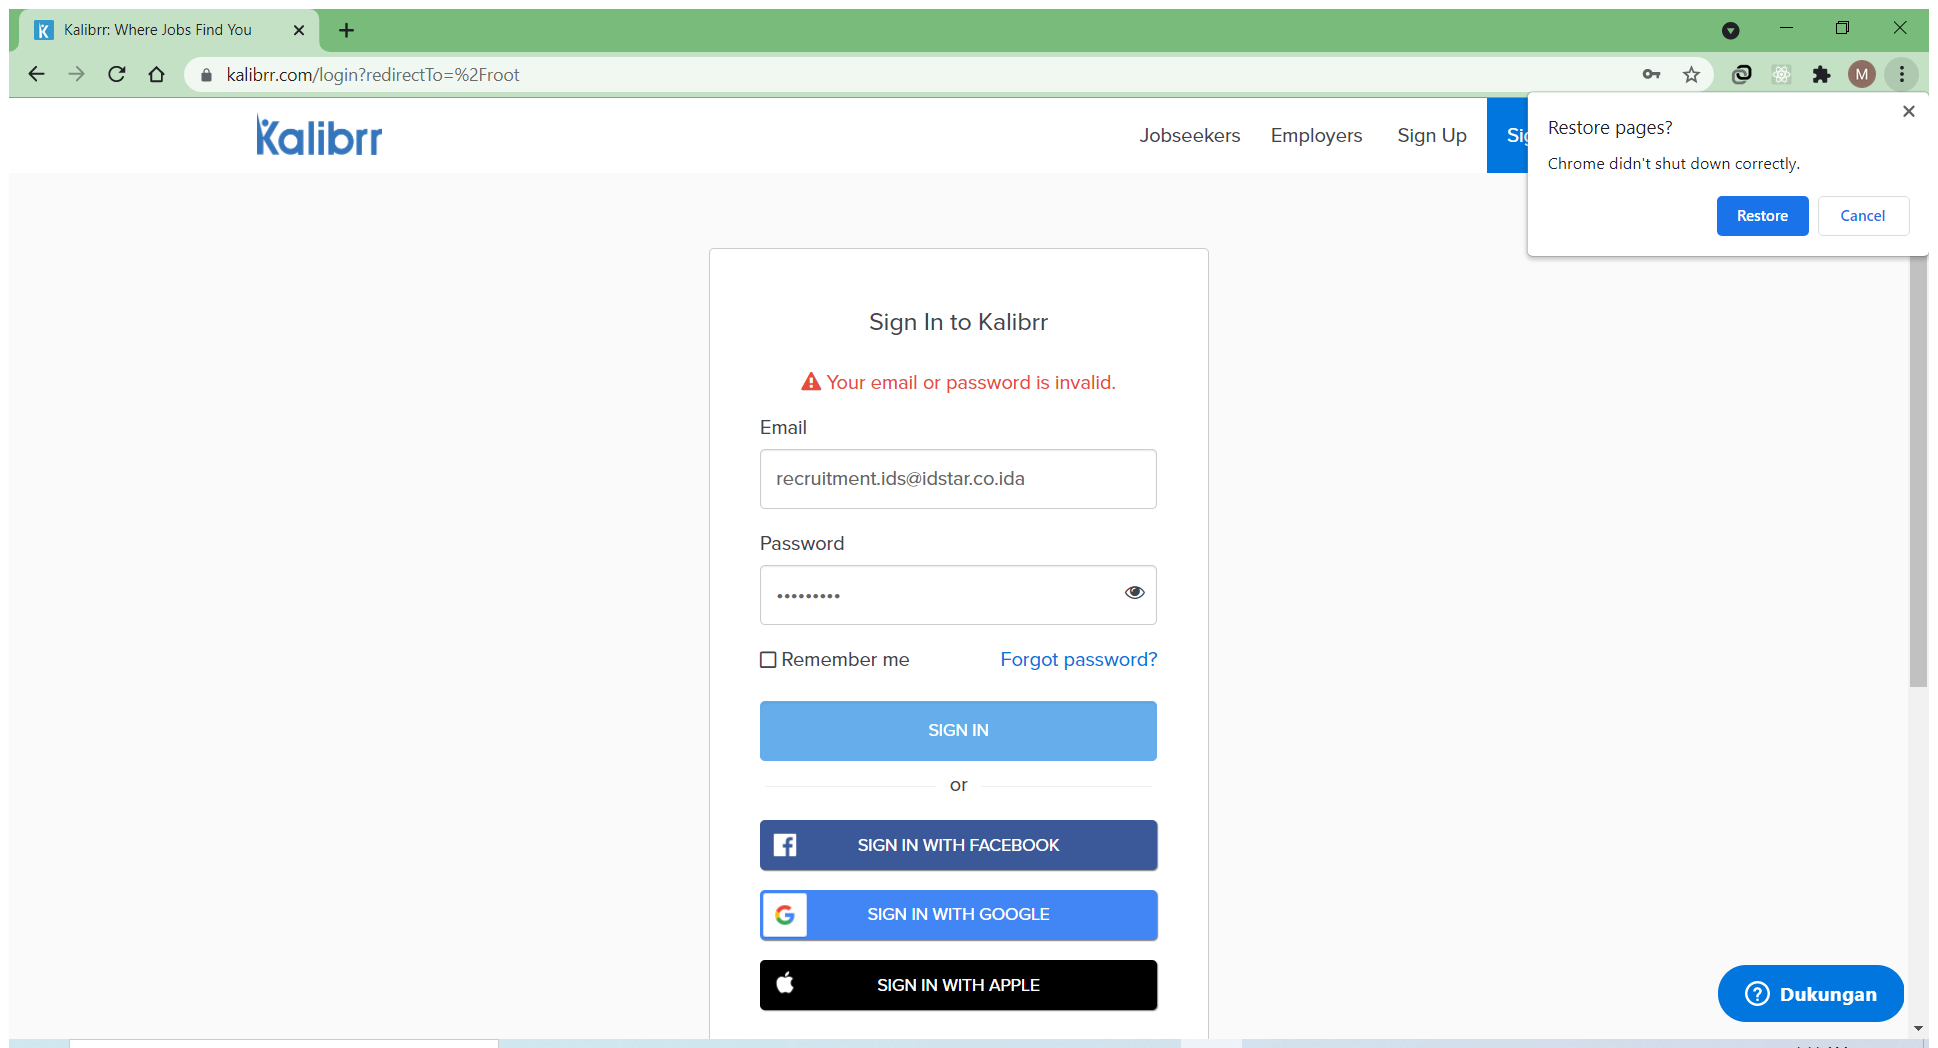 Kalibrr: Where Jobs Find You
kalibrr.com/login?redirectTo=%2Froot
M
Kalibrr
Jobseekers
Employers
Sign Up
Restore pages?
Chrome didn't shut down correctly.
Restore
Cancel
Sign In to Kalibrr
Your email or password is invalid.
Email
recruitment.ids@idstar.co.ida
Password
Remember me
Forgot password?
SIGN IN
or
SIGN IN WITH FACEBOOK
SIGN IN WITH GOOGLE
SIGN IN WITH APPLE
Dukungan